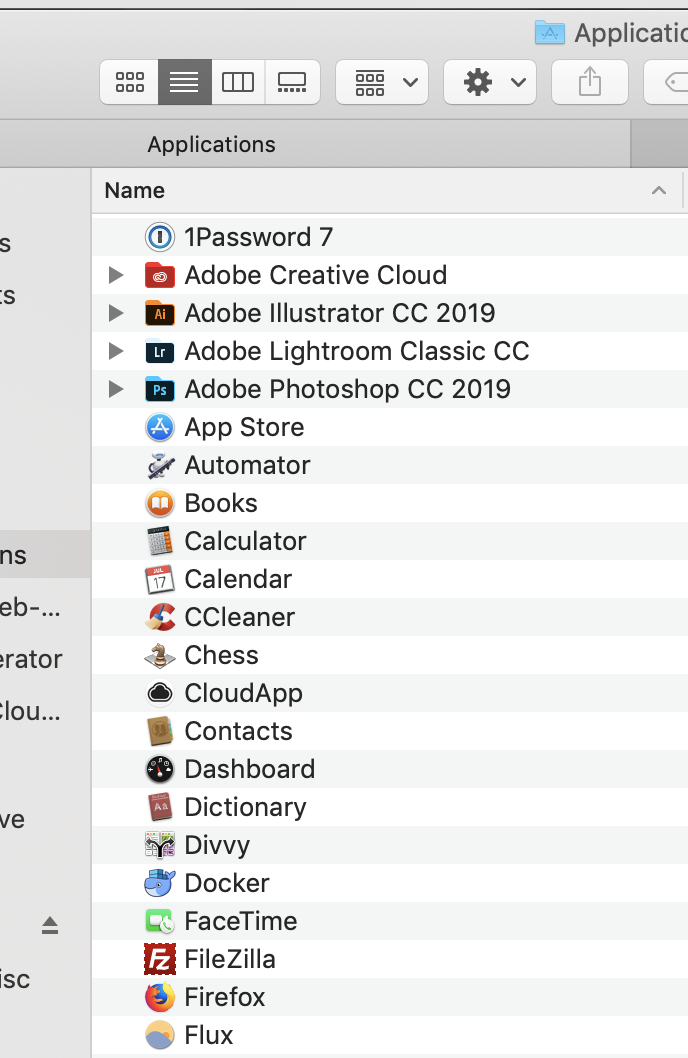 Applicatio
Applications
Name
1Password 7
Adobe Creative Cloud
Ai Adobe Illustrator CC 2019
Lr Adobe Lightroom Classic CC
Ps Adobe Photoshop CC 2019
App Store
Automator
Books
Calculator
JUL 17 Calendar
CCleaner
Chess
CloudApp
Contacts
Dashboard
Aa Dictionary
Divvy
Docker
FaceTime
Fz FileZilla
Firefox
Flux
s
ts
ns
eb-...
erator
Clou...
ve
isc